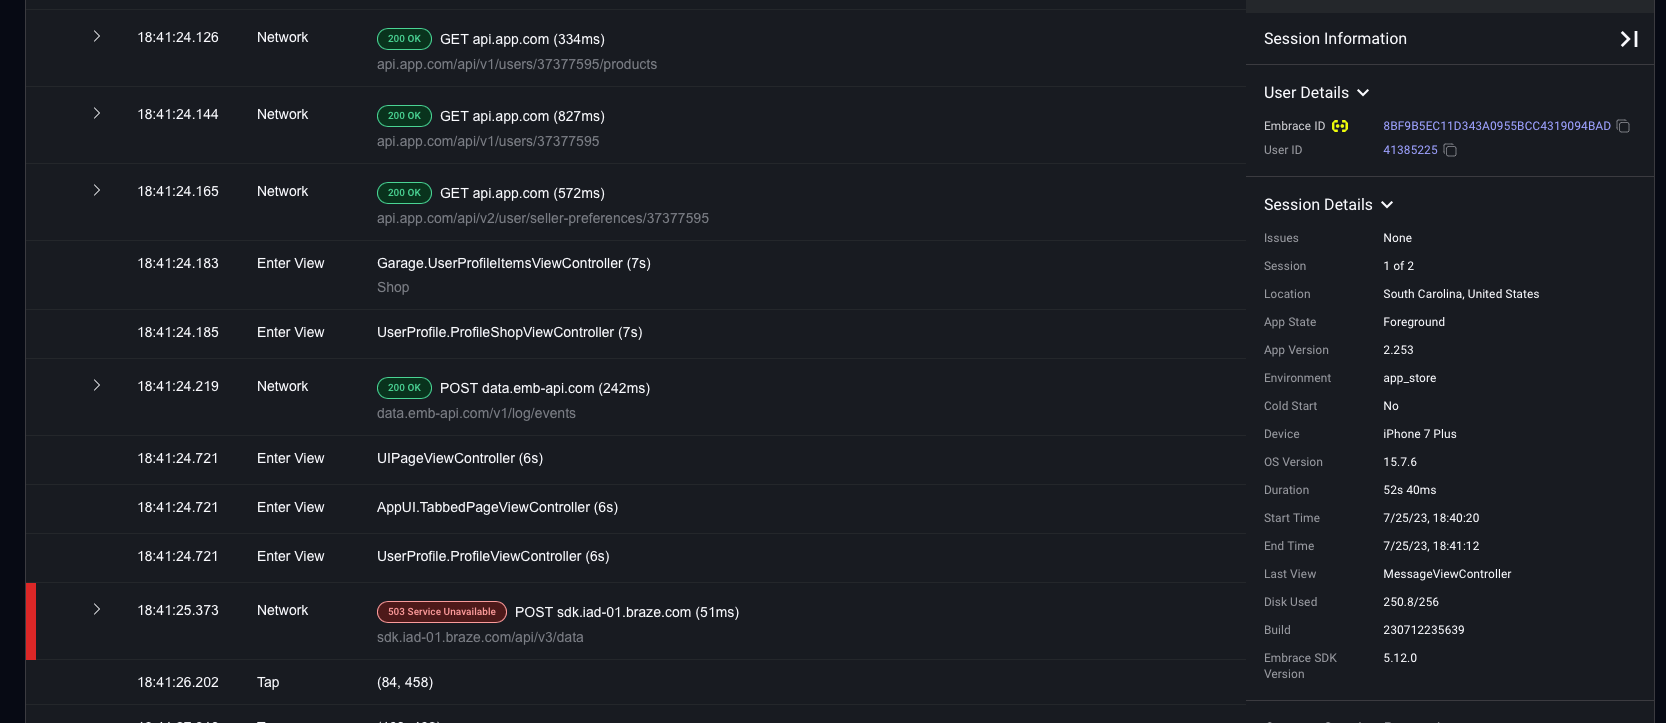 18:41:24.126 Network 200 OK GET api.app.com (334ms)
api.app.com/api/v1/users/37377595/products
18:41:24.144 Network 200 OK GET api.app.com (827ms)
api.app.com/api/v1/users/37377595
18:41:24.165 Network 200 OK GET api.app.com (572ms)
api.app.com/api/v2/user/seller-preferences/37377595
18:41:24.183 Enter View Garage.UserProfileItemsViewController (7s)
Shop
18:41:24.185 Enter View UserProfile.ProfileShopViewController (7s)
18:41:24.219 Network 200 OK POST data.emb-api.com (242ms)
data.emb-api.com/v1/log/events
18:41:24.721 Enter View UIPageViewController (6s)
18:41:24.721 Enter View AppUI.TabbedPageViewController (6s)
18:41:24.721 Enter View UserProfile.ProfileViewController (6s)
18:41:25.373 Network 503 Service Unavailable POST sdk.iad-01.braze.com (51ms)
sdk.iad-01.braze.com/api/v3/data
18:41:26.202 Tap (84, 458)
Session Information
User Details
Embrace ID 8BF9B5EC11D343A0955BCC4319094BAD
User ID 41385225
Session Details
Issues None
Session 1 of 2
Location South Carolina, United States
App State Foreground
App Version 2.253
Environment app_store
Cold Start No
Device iPhone 7 Plus
OS Version 15.7.6
Duration 52s 40ms
Start Time 7/25/23, 18:40:20
End Time 7/25/23, 18:41:12
Last View MessageViewController
Disk Used 250.8/256
Build 230712235639
Embrace SDK Version 5.12.0